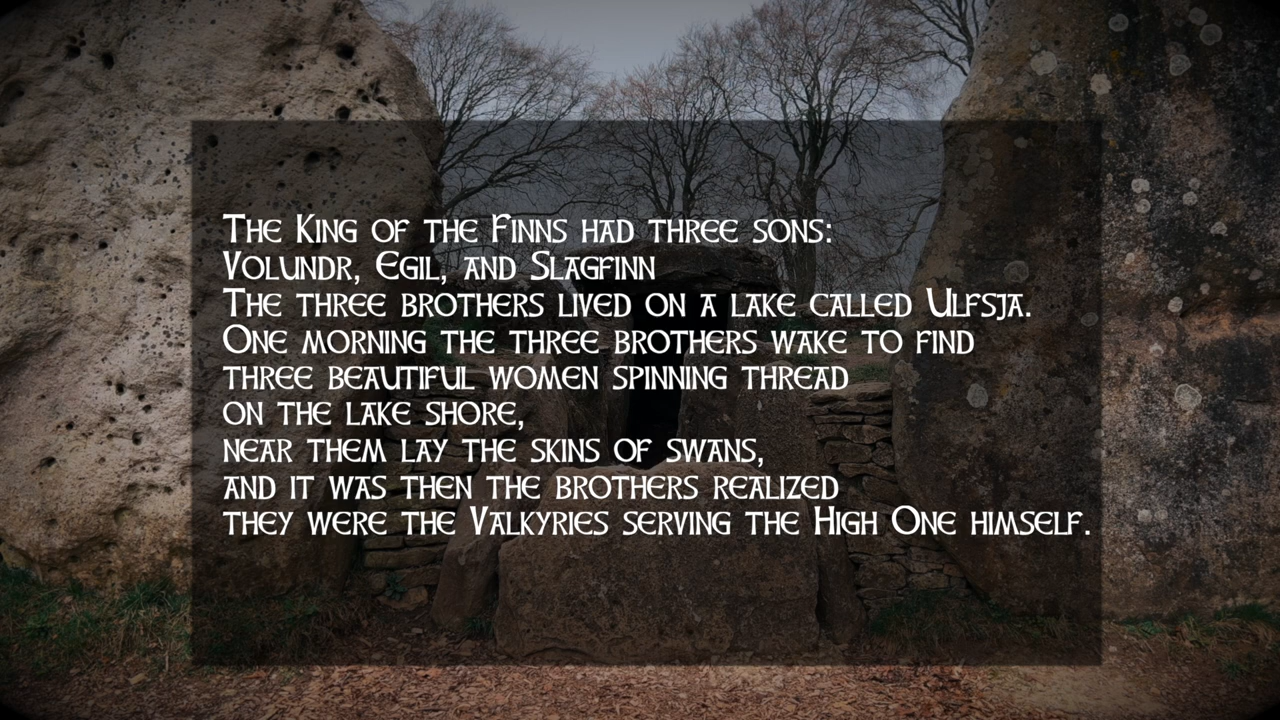 The King of the Finns had three sons:
Volundr, Egil, and Slagfinn
The three brothers lived on a lake called Ulfsja.
One morning the three brothers wake to find
three beautiful women spinning thread
on the lake shore,
near them lay the skins of swans,
and it was then the brothers realized
they were the Valkyries serving the High One himself.